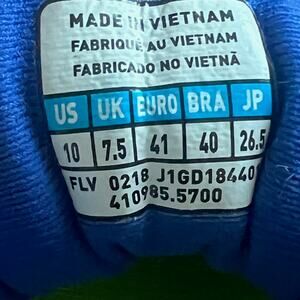 MADE IN VIETNAM
FABRIQUÉ AU VIETNAM
FABRICADO NO VIETNÃ
US UK EURO BRA JP
10 7.5 41 40 26.5
FLV 0218 J1GD18440
410985.5700